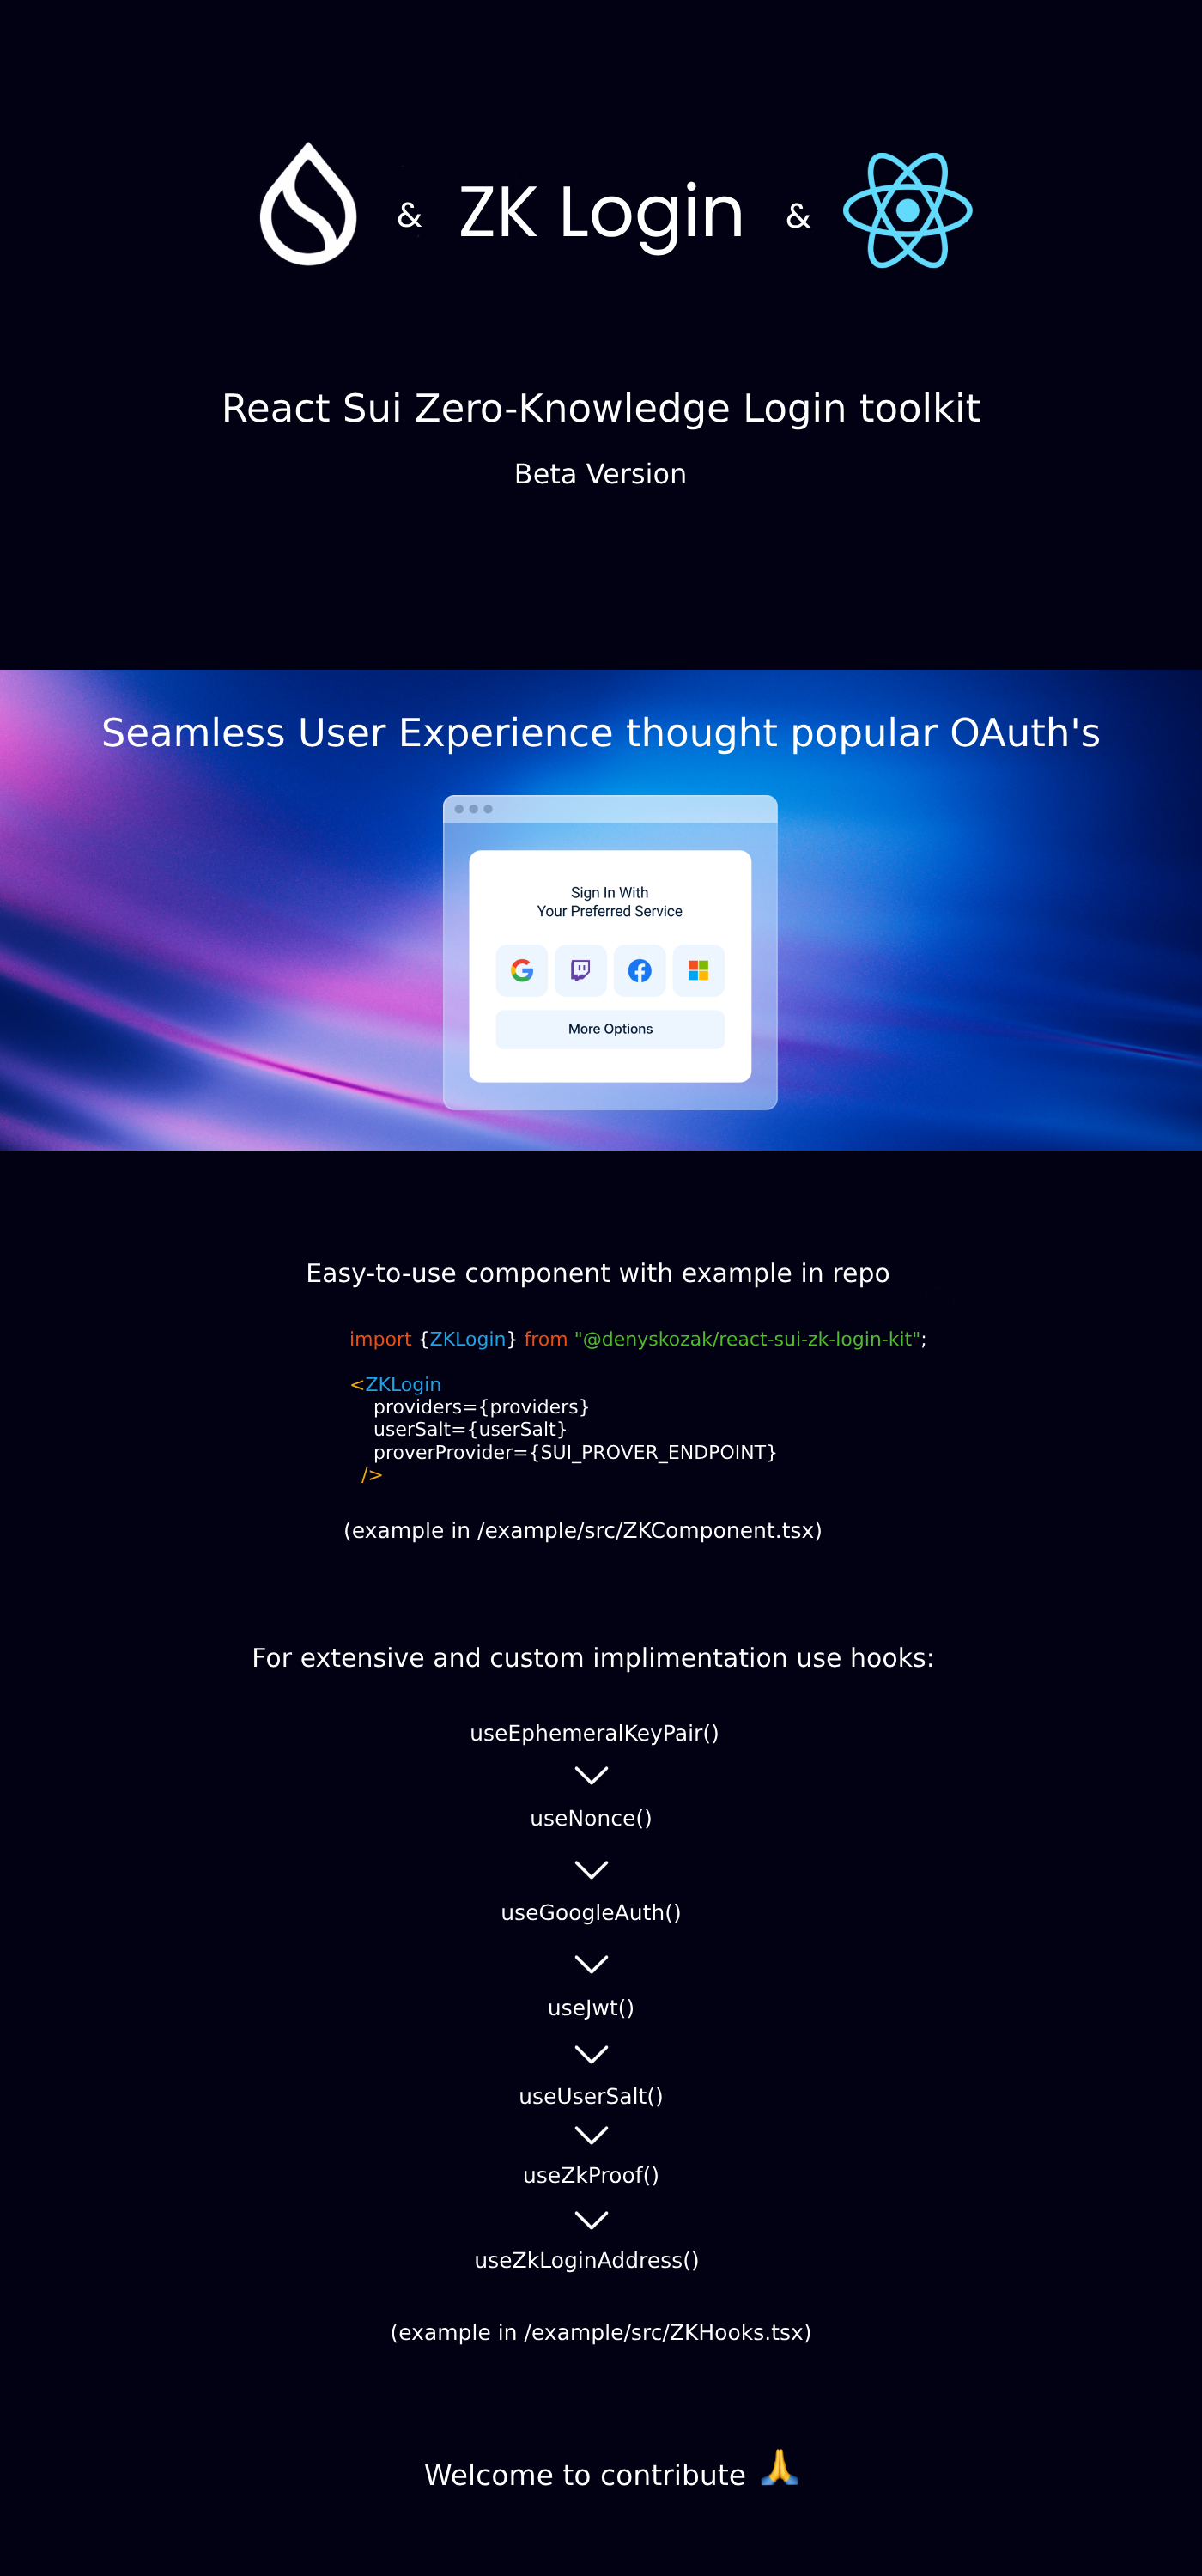 & ZK Login &
React Sui Zero-Knowledge Login toolkit
Beta Version
Seamless User Experience thought popular OAuth's
Sign In With
Your Preferred Service
More Options
Easy-to-use component with example in repo
import {ZKLogin} from "@denyskozak/react-sui-zk-login-kit";
<ZKLogin
providers={providers}
userSalt={userSalt}
proverProvider={SUI_PROVER_ENDPOINT}
/>
(example in /example/src/ZKComponent.tsx)
For extensive and custom implimentation use hooks:
useEphemeralKeyPair()
useNonce()
useGoogleAuth()
useJwt()
useUserSalt()
useZkProof()
useZkLoginAddress()
(example in /example/src/ZKHooks.tsx)
Welcome to contribute 🙏